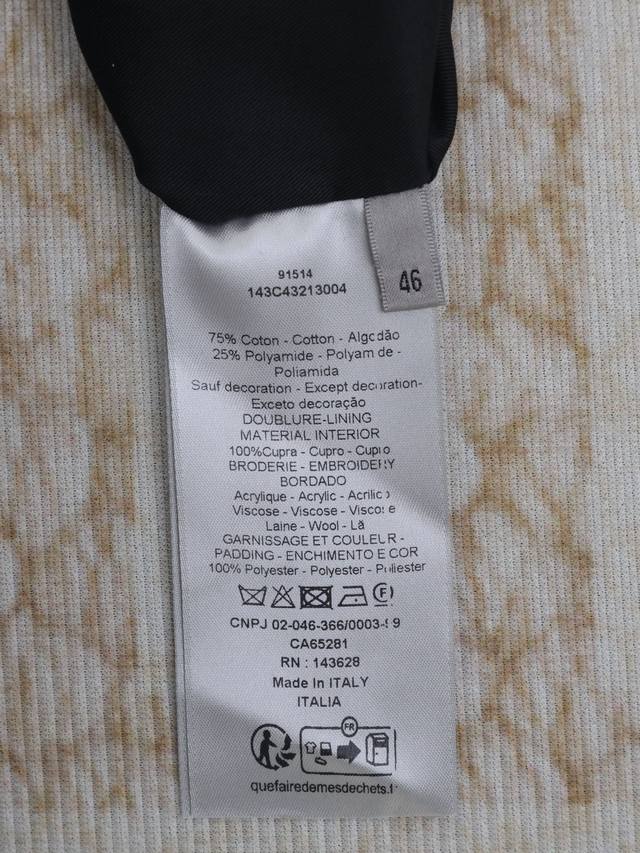 46
91514
143C43213004
75% Coton - Cotton - Algodão
25% Polyamide - Polyamide -
Poliamida
Sauf decoration - Except decoration-
Exceto decoração
DOUBLURE-LINING
MATERIAL INTERIOR
100%Cupra - Cupro - Cupro
BRODERIE - EMBROIDERY
BORDADO
Acrylique - Acrylic - Acrilico
Viscose - Viscose - Viscose
Laine - Wool - Lã
GARNISSAGE ET COULEUR -
PADDING - ENCHIMENTO E COR
100% Polyester - Polyester - Poliester
F
CNPJ 02-046-366/0003-
CA65281
RN : 143628
Made In ITALY
ITALIA
FR
quefairedemesdechets.fr